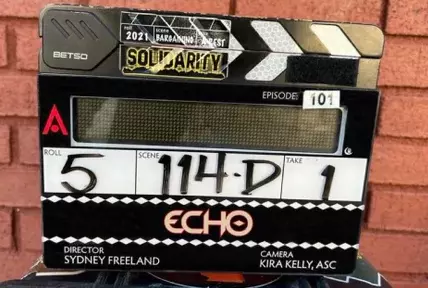 2021 BARGAINING
BETSO SOLIDARITY
EPISODE: 101
ROLL SCENE TAKE
5 114-D 1
ECHO
DIRECTOR CAMERA
SYDNEY FREELAND KIRA KELLY, ASC